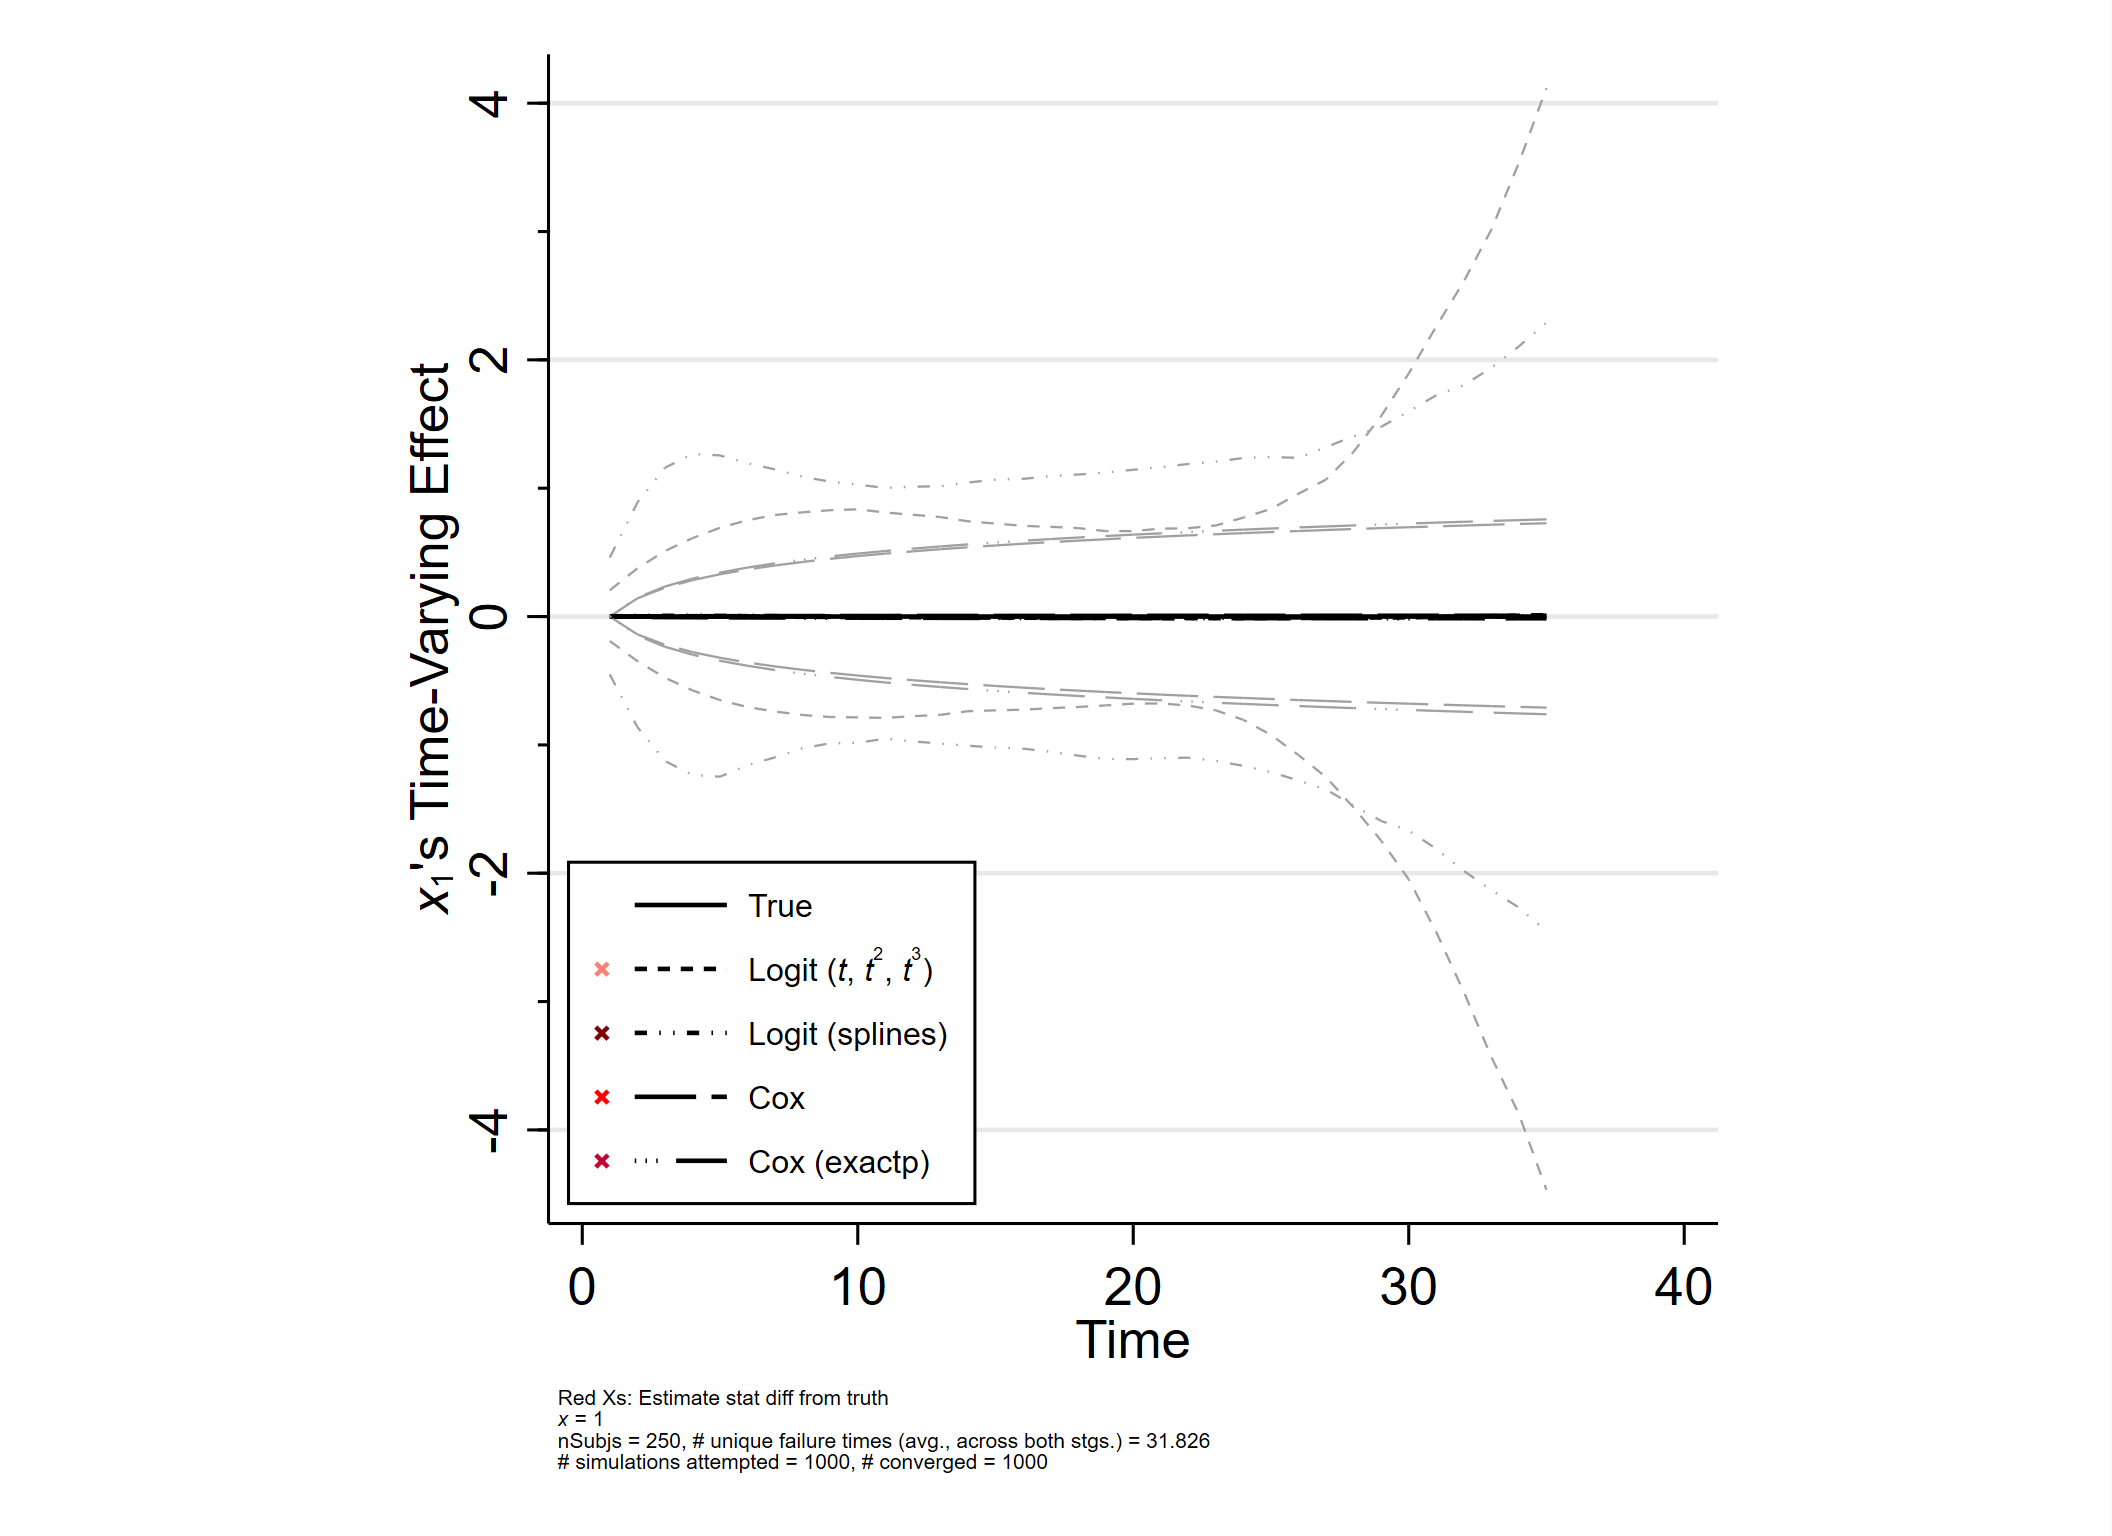 x₁'s Time-Varying Effect
4
2
0
-2
-4
True
Logit (t, t², t³)
Logit (splines)
Cox
Cox (exactp)
0 10 20 30 40
Time
Red Xs: Estimate stat diff from truth
x = 1
nSubjs = 250, # unique failure times (avg., across both stgs.) = 31.826
# simulations attempted = 1000, # converged = 1000